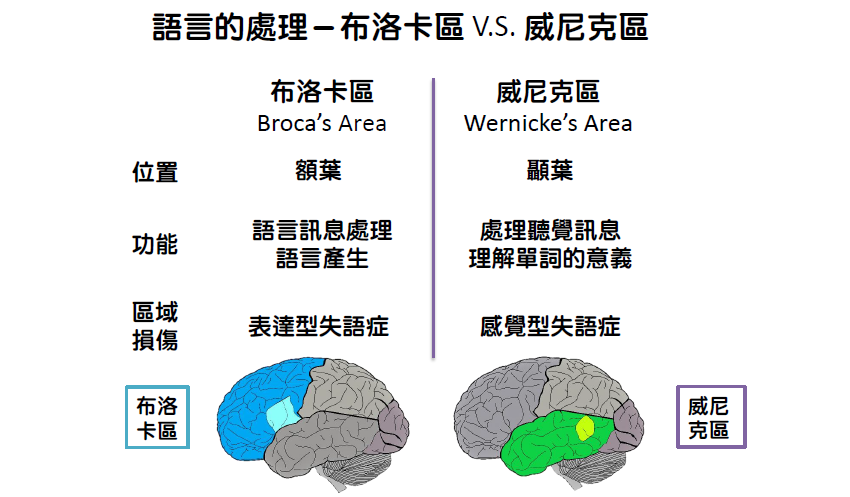 語言的處理－布洛卡區 V.S. 威尼克區
布洛卡區
Broca's Area
威尼克區
Wernicke's Area
位置
額葉
顳葉
功能
語言訊息處理
語言產生
處理聽覺訊息
理解單詞的意義
區域
損傷
表達型失語症
感覺型失語症
布洛
卡區
威尼
克區